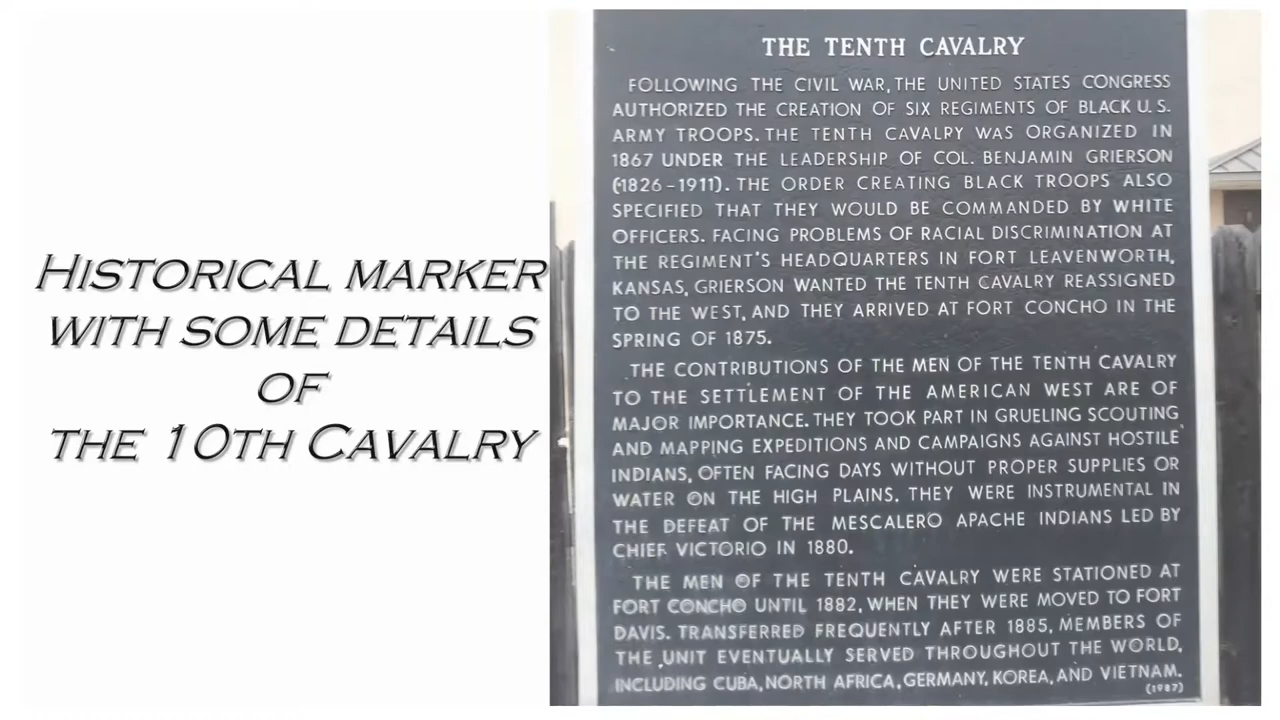 HISTORICAL MARKER
WITH SOME DETAILS
OF
THE 10TH CAVALRY
THE TENTH CAVALRY
FOLLOWING THE CIVIL WAR, THE UNITED STATES CONGRESS
AUTHORIZED THE CREATION OF SIX REGIMENTS OF BLACK U.S.
ARMY TROOPS. THE TENTH CAVALRY WAS ORGANIZED IN
1867 UNDER THE LEADERSHIP OF COL. BENJAMIN GRIERSON
(1826-1911). THE ORDER CREATING BLACK TROOPS ALSO
SPECIFIED THAT THEY WOULD BE COMMANDED BY WHITE
OFFICERS. FACING PROBLEMS OF RACIAL DISCRIMINATION AT
THE REGIMENT'S HEADQUARTERS IN FORT LEAVENWORTH,
KANSAS, GRIERSON WANTED THE TENTH CAVALRY REASSIGNED
TO THE WEST, AND THEY ARRIVED AT FORT CONCHO IN THE
SPRING OF 1875.
THE CONTRIBUTIONS OF THE MEN OF THE TENTH CAVALRY
TO THE SETTLEMENT OF THE AMERICAN WEST ARE OF
MAJOR IMPORTANCE. THEY TOOK PART IN GRUELING SCOUTING
AND MAPPING EXPEDITIONS AND CAMPAIGNS AGAINST HOSTILE
INDIANS, OFTEN FACING DAYS WITHOUT PROPER SUPPLIES OR
WATER ON THE HIGH PLAINS. THEY WERE INSTRUMENTAL IN
THE DEFEAT OF THE MESCALERO APACHE INDIANS LED BY
CHIEF VICTORIO IN 1880.
THE MEN OF THE TENTH CAVALRY WERE STATIONED AT
FORT CONCHO UNTIL 1882, WHEN THEY WERE MOVED TO FORT
DAVIS. TRANSFERRED FREQUENTLY AFTER 1885, MEMBERS OF
THE UNIT EVENTUALLY SERVED THROUGHOUT THE WORLD,
INCLUDING CUBA, NORTH AFRICA, GERMANY, KOREA, AND VIETNAM.
(1987)